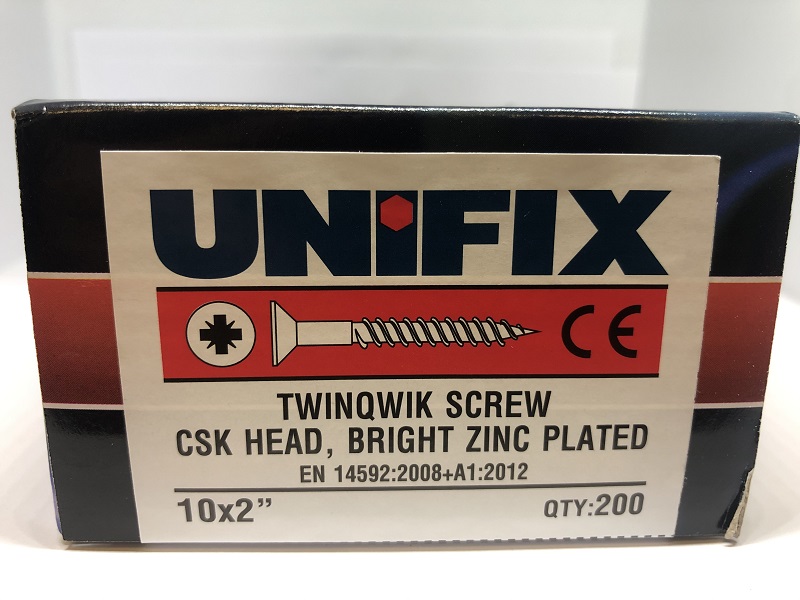 UNiFIX
CE
TWINQWIK SCREW
CSK HEAD, BRIGHT ZINC PLATED
EN 14592:2008+A1:2012
10x2” QTY:200